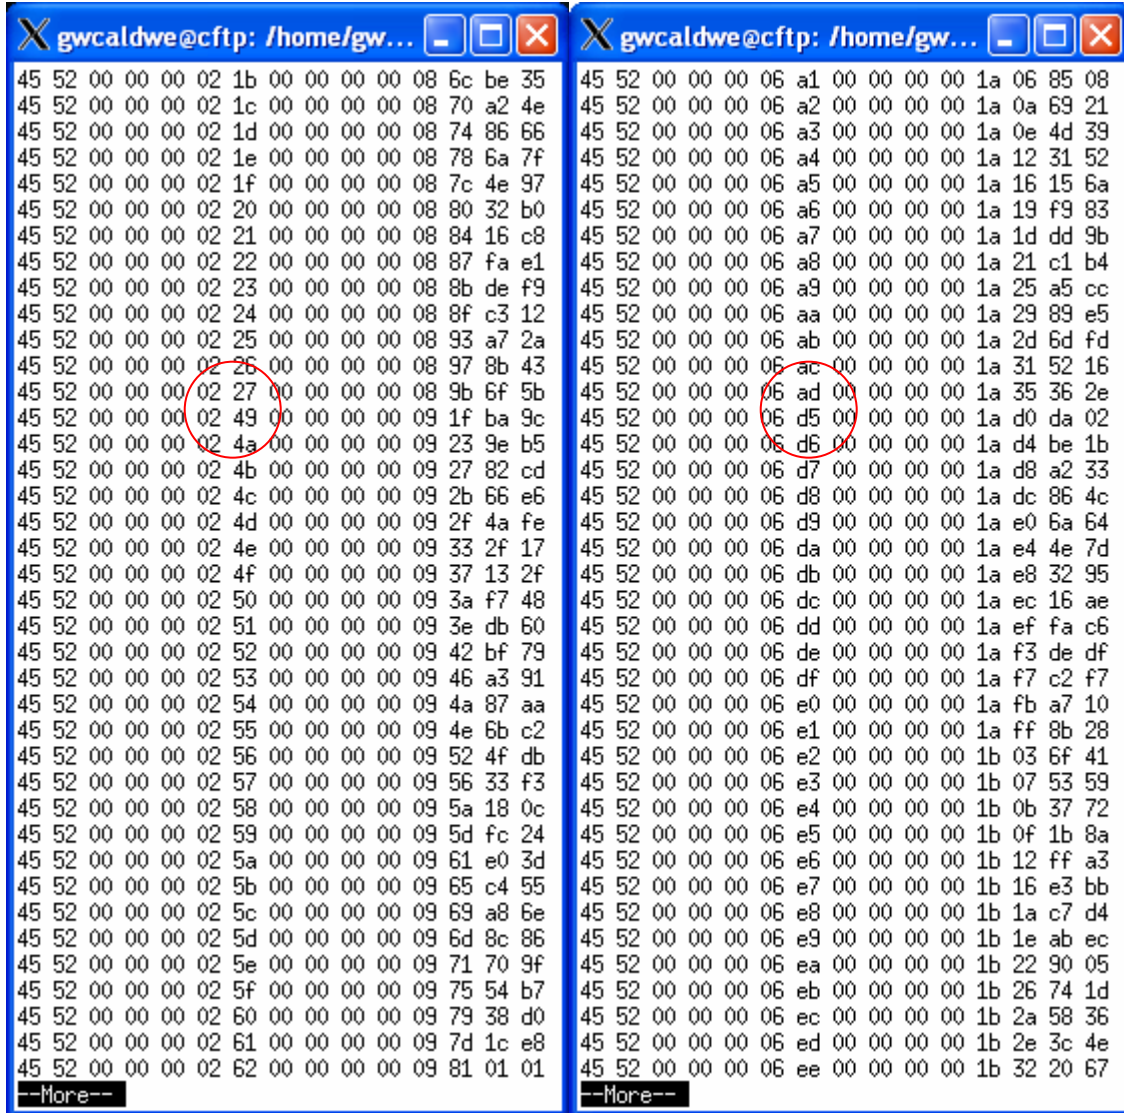 gwcaldwe@cftp: /home/gw...
45 52 00 00 00 02 1b 00 00 00 00 08 6c be 35
45 52 00 00 00 02 1c 00 00 00 00 08 70 a2 4e
45 52 00 00 00 02 1d 00 00 00 00 08 74 86 66
45 52 00 00 00 02 1e 00 00 00 00 08 78 6a 7f
45 52 00 00 00 02 1f 00 00 00 00 08 7c 4e 97
45 52 00 00 00 02 20 00 00 00 00 08 80 32 b0
45 52 00 00 00 02 21 00 00 00 00 08 84 16 c8
45 52 00 00 00 02 22 00 00 00 00 08 87 fa e1
45 52 00 00 00 02 23 00 00 00 00 08 8b de f9
45 52 00 00 00 02 24 00 00 00 00 08 8f c3 12
45 52 00 00 00 02 25 00 00 00 00 08 93 a7 2a
45 52 00 00 00 02 26 00 00 00 00 08 97 8b 43
45 52 00 00 00 02 27 00 00 00 00 08 9b 6f 5b
45 52 00 00 00 02 49 00 00 00 00 09 1f ba 9c
45 52 00 00 00 02 4a 00 00 00 00 09 23 9e b5
45 52 00 00 00 02 4b 00 00 00 00 09 27 82 cd
45 52 00 00 00 02 4c 00 00 00 00 09 2b 66 e6
45 52 00 00 00 02 4d 00 00 00 00 09 2f 4a fe
45 52 00 00 00 02 4e 00 00 00 00 09 33 2f 17
45 52 00 00 00 02 4f 00 00 00 00 09 37 13 2f
45 52 00 00 00 02 50 00 00 00 00 09 3a f7 48
45 52 00 00 00 02 51 00 00 00 00 09 3e db 60
45 52 00 00 00 02 52 00 00 00 00 09 42 bf 79
45 52 00 00 00 02 53 00 00 00 00 09 46 a3 91
45 52 00 00 00 02 54 00 00 00 00 09 4a 87 aa
45 52 00 00 00 02 55 00 00 00 00 09 4e 6b c2
45 52 00 00 00 02 56 00 00 00 00 09 52 4f db
45 52 00 00 00 02 57 00 00 00 00 09 56 33 f3
45 52 00 00 00 02 58 00 00 00 00 09 5a 18 0c
45 52 00 00 00 02 59 00 00 00 00 09 5d fc 24
45 52 00 00 00 02 5a 00 00 00 00 09 61 e0 3d
45 52 00 00 00 02 5b 00 00 00 00 09 65 c4 55
45 52 00 00 00 02 5c 00 00 00 00 09 69 a8 6e
45 52 00 00 00 02 5d 00 00 00 00 09 6d 8c 86
45 52 00 00 00 02 5e 00 00 00 00 09 71 70 9f
45 52 00 00 00 02 5f 00 00 00 00 09 75 54 b7
45 52 00 00 00 02 60 00 00 00 00 09 79 38 d0
45 52 00 00 00 02 61 00 00 00 00 09 7d 1c e8
45 52 00 00 00 02 62 00 00 00 00 09 81 01 01
--More--
gwcaldwe@cftp: /home/gw...
45 52 00 00 00 06 a1 00 00 00 00 1a 06 85 08
45 52 00 00 00 06 a2 00 00 00 00 1a 0a 69 21
45 52 00 00 00 06 a3 00 00 00 00 1a 0e 4d 39
45 52 00 00 00 06 a4 00 00 00 00 1a 12 31 52
45 52 00 00 00 06 a5 00 00 00 00 1a 16 15 6a
45 52 00 00 00 06 a6 00 00 00 00 1a 19 f9 83
45 52 00 00 00 06 a7 00 00 00 00 1a 1d dd 9b
45 52 00 00 00 06 a8 00 00 00 00 1a 21 c1 b4
45 52 00 00 00 06 a9 00 00 00 00 1a 25 a5 cc
45 52 00 00 00 06 aa 00 00 00 00 1a 29 89 e5
45 52 00 00 00 06 ab 00 00 00 00 1a 2d 6d fd
45 52 00 00 00 06 ac 00 00 00 00 1a 31 52 16
45 52 00 00 00 06 ad 00 00 00 00 1a 35 36 2e
45 52 00 00 00 06 d5 00 00 00 00 1a d0 da 02
45 52 00 00 00 06 d6 00 00 00 00 1a d4 be 1b
45 52 00 00 00 06 d7 00 00 00 00 1a d8 a2 33
45 52 00 00 00 06 d8 00 00 00 00 1a dc 86 4c
45 52 00 00 00 06 d9 00 00 00 00 1a e0 6a 64
45 52 00 00 00 06 da 00 00 00 00 1a e4 4e 7d
45 52 00 00 00 06 db 00 00 00 00 1a e8 32 95
45 52 00 00 00 06 dc 00 00 00 00 1a ec 16 ae
45 52 00 00 00 06 dd 00 00 00 00 1a ef fa c6
45 52 00 00 00 06 de 00 00 00 00 1a f3 de df
45 52 00 00 00 06 df 00 00 00 00 1a f7 c2 f7
45 52 00 00 00 06 e0 00 00 00 00 1a fb a7 10
45 52 00 00 00 06 e1 00 00 00 00 1a ff 8b 28
45 52 00 00 00 06 e2 00 00 00 00 1b 03 6f 41
45 52 00 00 00 06 e3 00 00 00 00 1b 07 53 59
45 52 00 00 00 06 e4 00 00 00 00 1b 0b 37 72
45 52 00 00 00 06 e5 00 00 00 00 1b 0f 1b 8a
45 52 00 00 00 06 e6 00 00 00 00 1b 12 ff a3
45 52 00 00 00 06 e7 00 00 00 00 1b 16 e3 bb
45 52 00 00 00 06 e8 00 00 00 00 1b 1a c7 d4
45 52 00 00 00 06 e9 00 00 00 00 1b 1e ab ec
45 52 00 00 00 06 ea 00 00 00 00 1b 22 90 05
45 52 00 00 00 06 eb 00 00 00 00 1b 26 74 1d
45 52 00 00 00 06 ec 00 00 00 00 1b 2a 58 36
45 52 00 00 00 06 ed 00 00 00 00 1b 2e 3c 4e
45 52 00 00 00 06 ee 00 00 00 00 1b 32 20 67
--More--